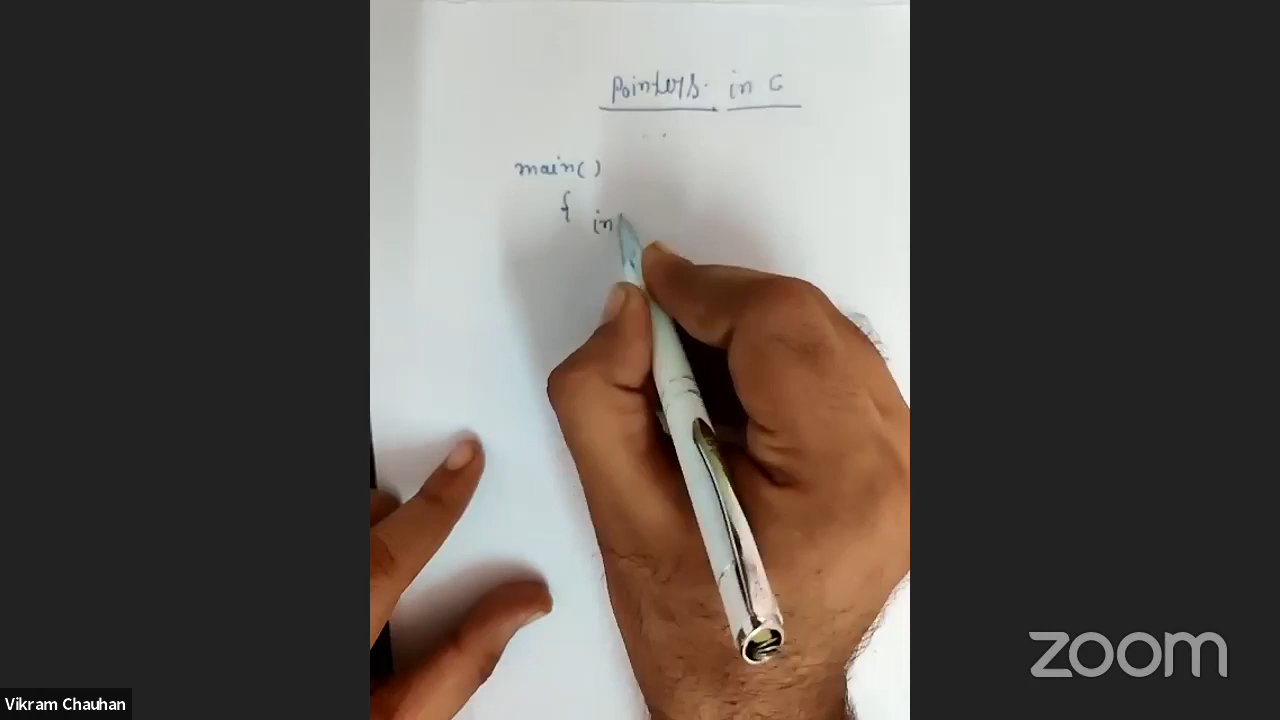 Pointers in C
main()
{ in
Vikram Chauhan
zoom